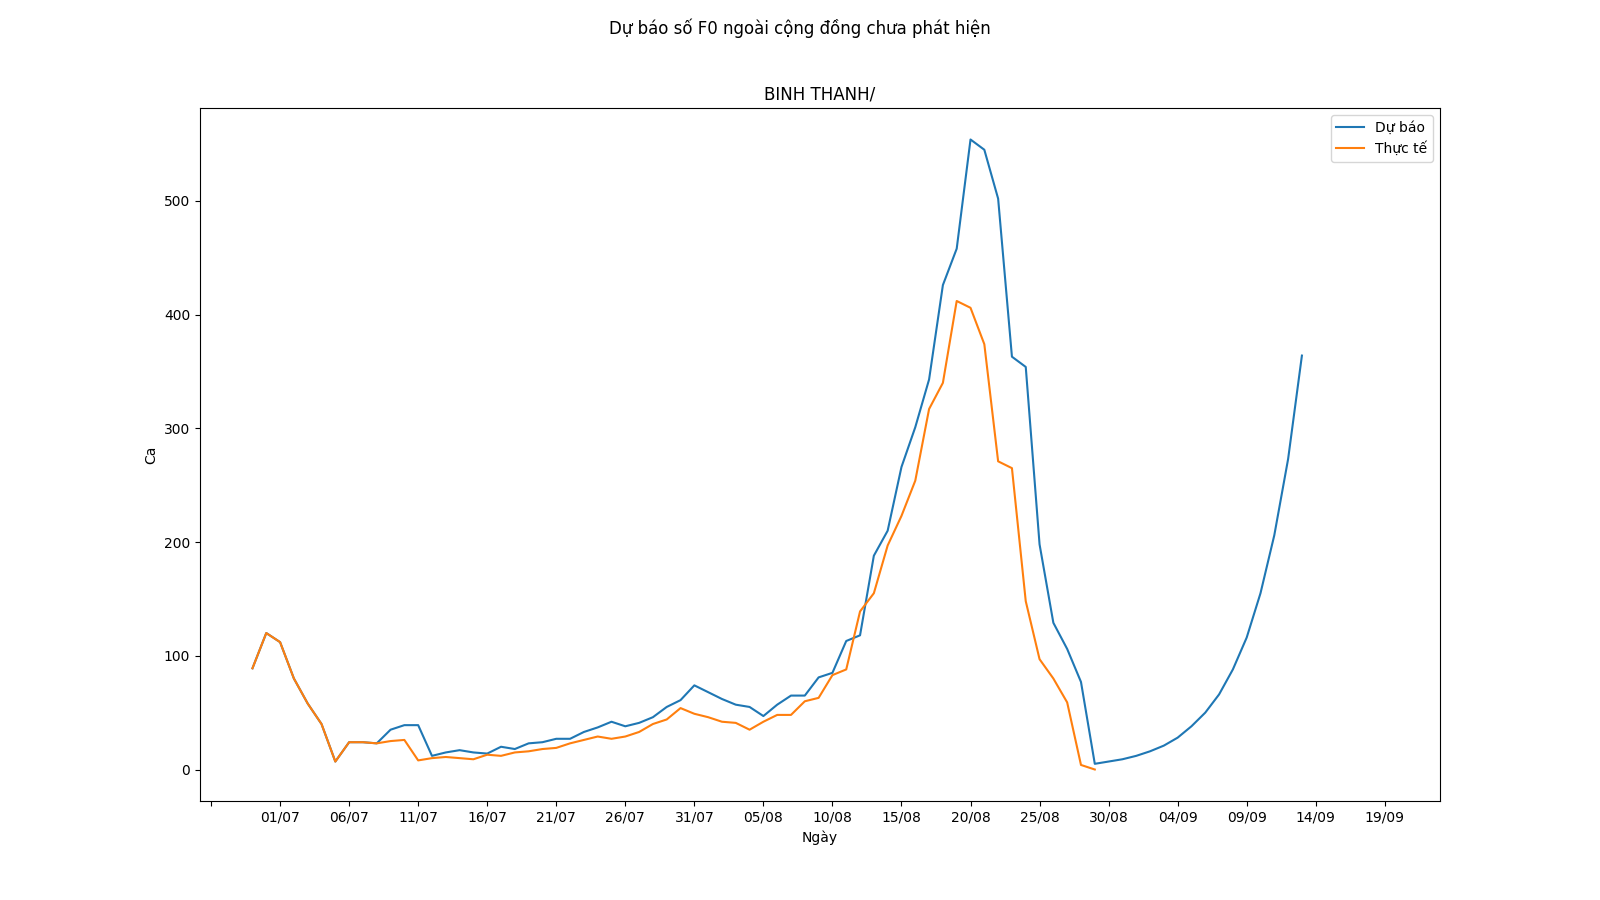 Dự báo số F0 ngoài cộng đồng chưa phát hiện
BINH THANH/
Dự báo
Thực tế
500
400
300
200
100
0
Ca
01/07 06/07 11/07 16/07 21/07 26/07 31/07 05/08 10/08 15/08 20/08 25/08 30/08 04/09 09/09 14/09 19/09
Ngày